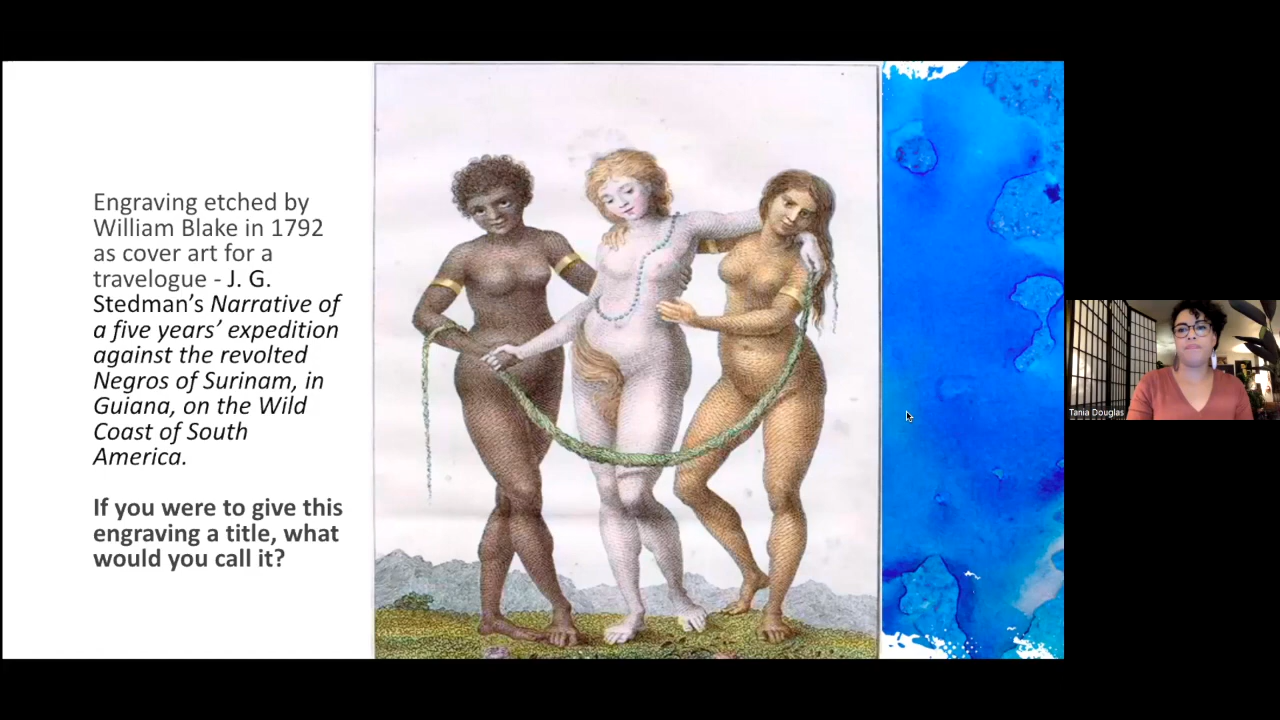 Engraving etched by
William Blake in 1792
as cover art for a
travelogue - J. G.
Stedman’s Narrative of
a five years’ expedition
against the revolted
Negros of Surinam, in
Guiana, on the Wild
Coast of South
America.
If you were to give this
engraving a title, what
would you call it?
Tania Douglas